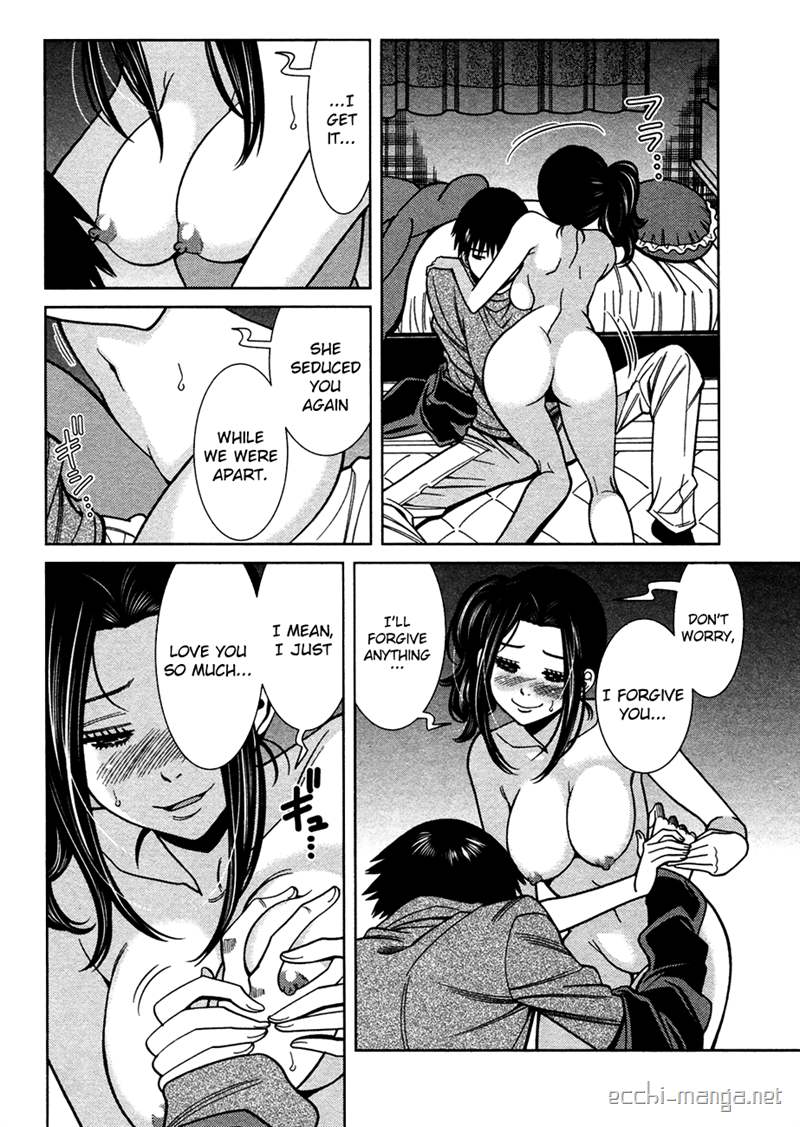 ...I
GET
IT...
フラ...
SHE
SEDUCED
YOU
AGAIN
WHILE
WE WERE
APART.
ギシ...
I MEAN,
I JUST
LOVE YOU
SO MUCH...
ギュ...
DON'T
WORRY,
I FORGIVE
YOU...
I'LL
FORGIVE
ANYTHING
...
ecchi-manga.net